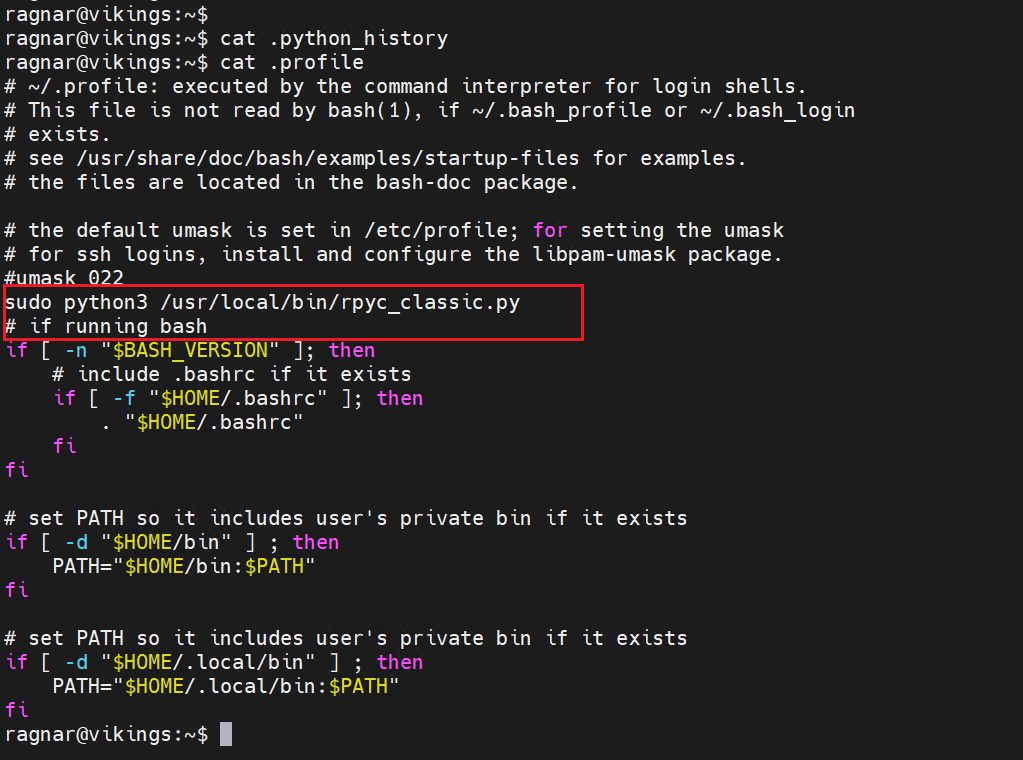 ragnar@vikings:~$
ragnar@vikings:~$ cat .python_history
ragnar@vikings:~$ cat .profile
# ~/.profile: executed by the command interpreter for login shells.
# This file is not read by bash(1), if ~/.bash_profile or ~/.bash_login
# exists.
# see /usr/share/doc/bash/examples/startup-files for examples.
# the files are located in the bash-doc package.

# the default umask is set in /etc/profile; for setting the umask
# for ssh logins, install and configure the libpam-umask package.
#umask 022
sudo python3 /usr/local/bin/rpyc_classic.py
# if running bash
if [ -n "$BASH_VERSION" ]; then
    # include .bashrc if it exists
    if [ -f "$HOME/.bashrc" ]; then
        . "$HOME/.bashrc"
    fi
fi

# set PATH so it includes user's private bin if it exists
if [ -d "$HOME/bin" ] ; then
    PATH="$HOME/bin:$PATH"
fi

# set PATH so it includes user's private bin if it exists
if [ -d "$HOME/.local/bin" ] ; then
    PATH="$HOME/.local/bin:$PATH"
fi
ragnar@vikings:~$